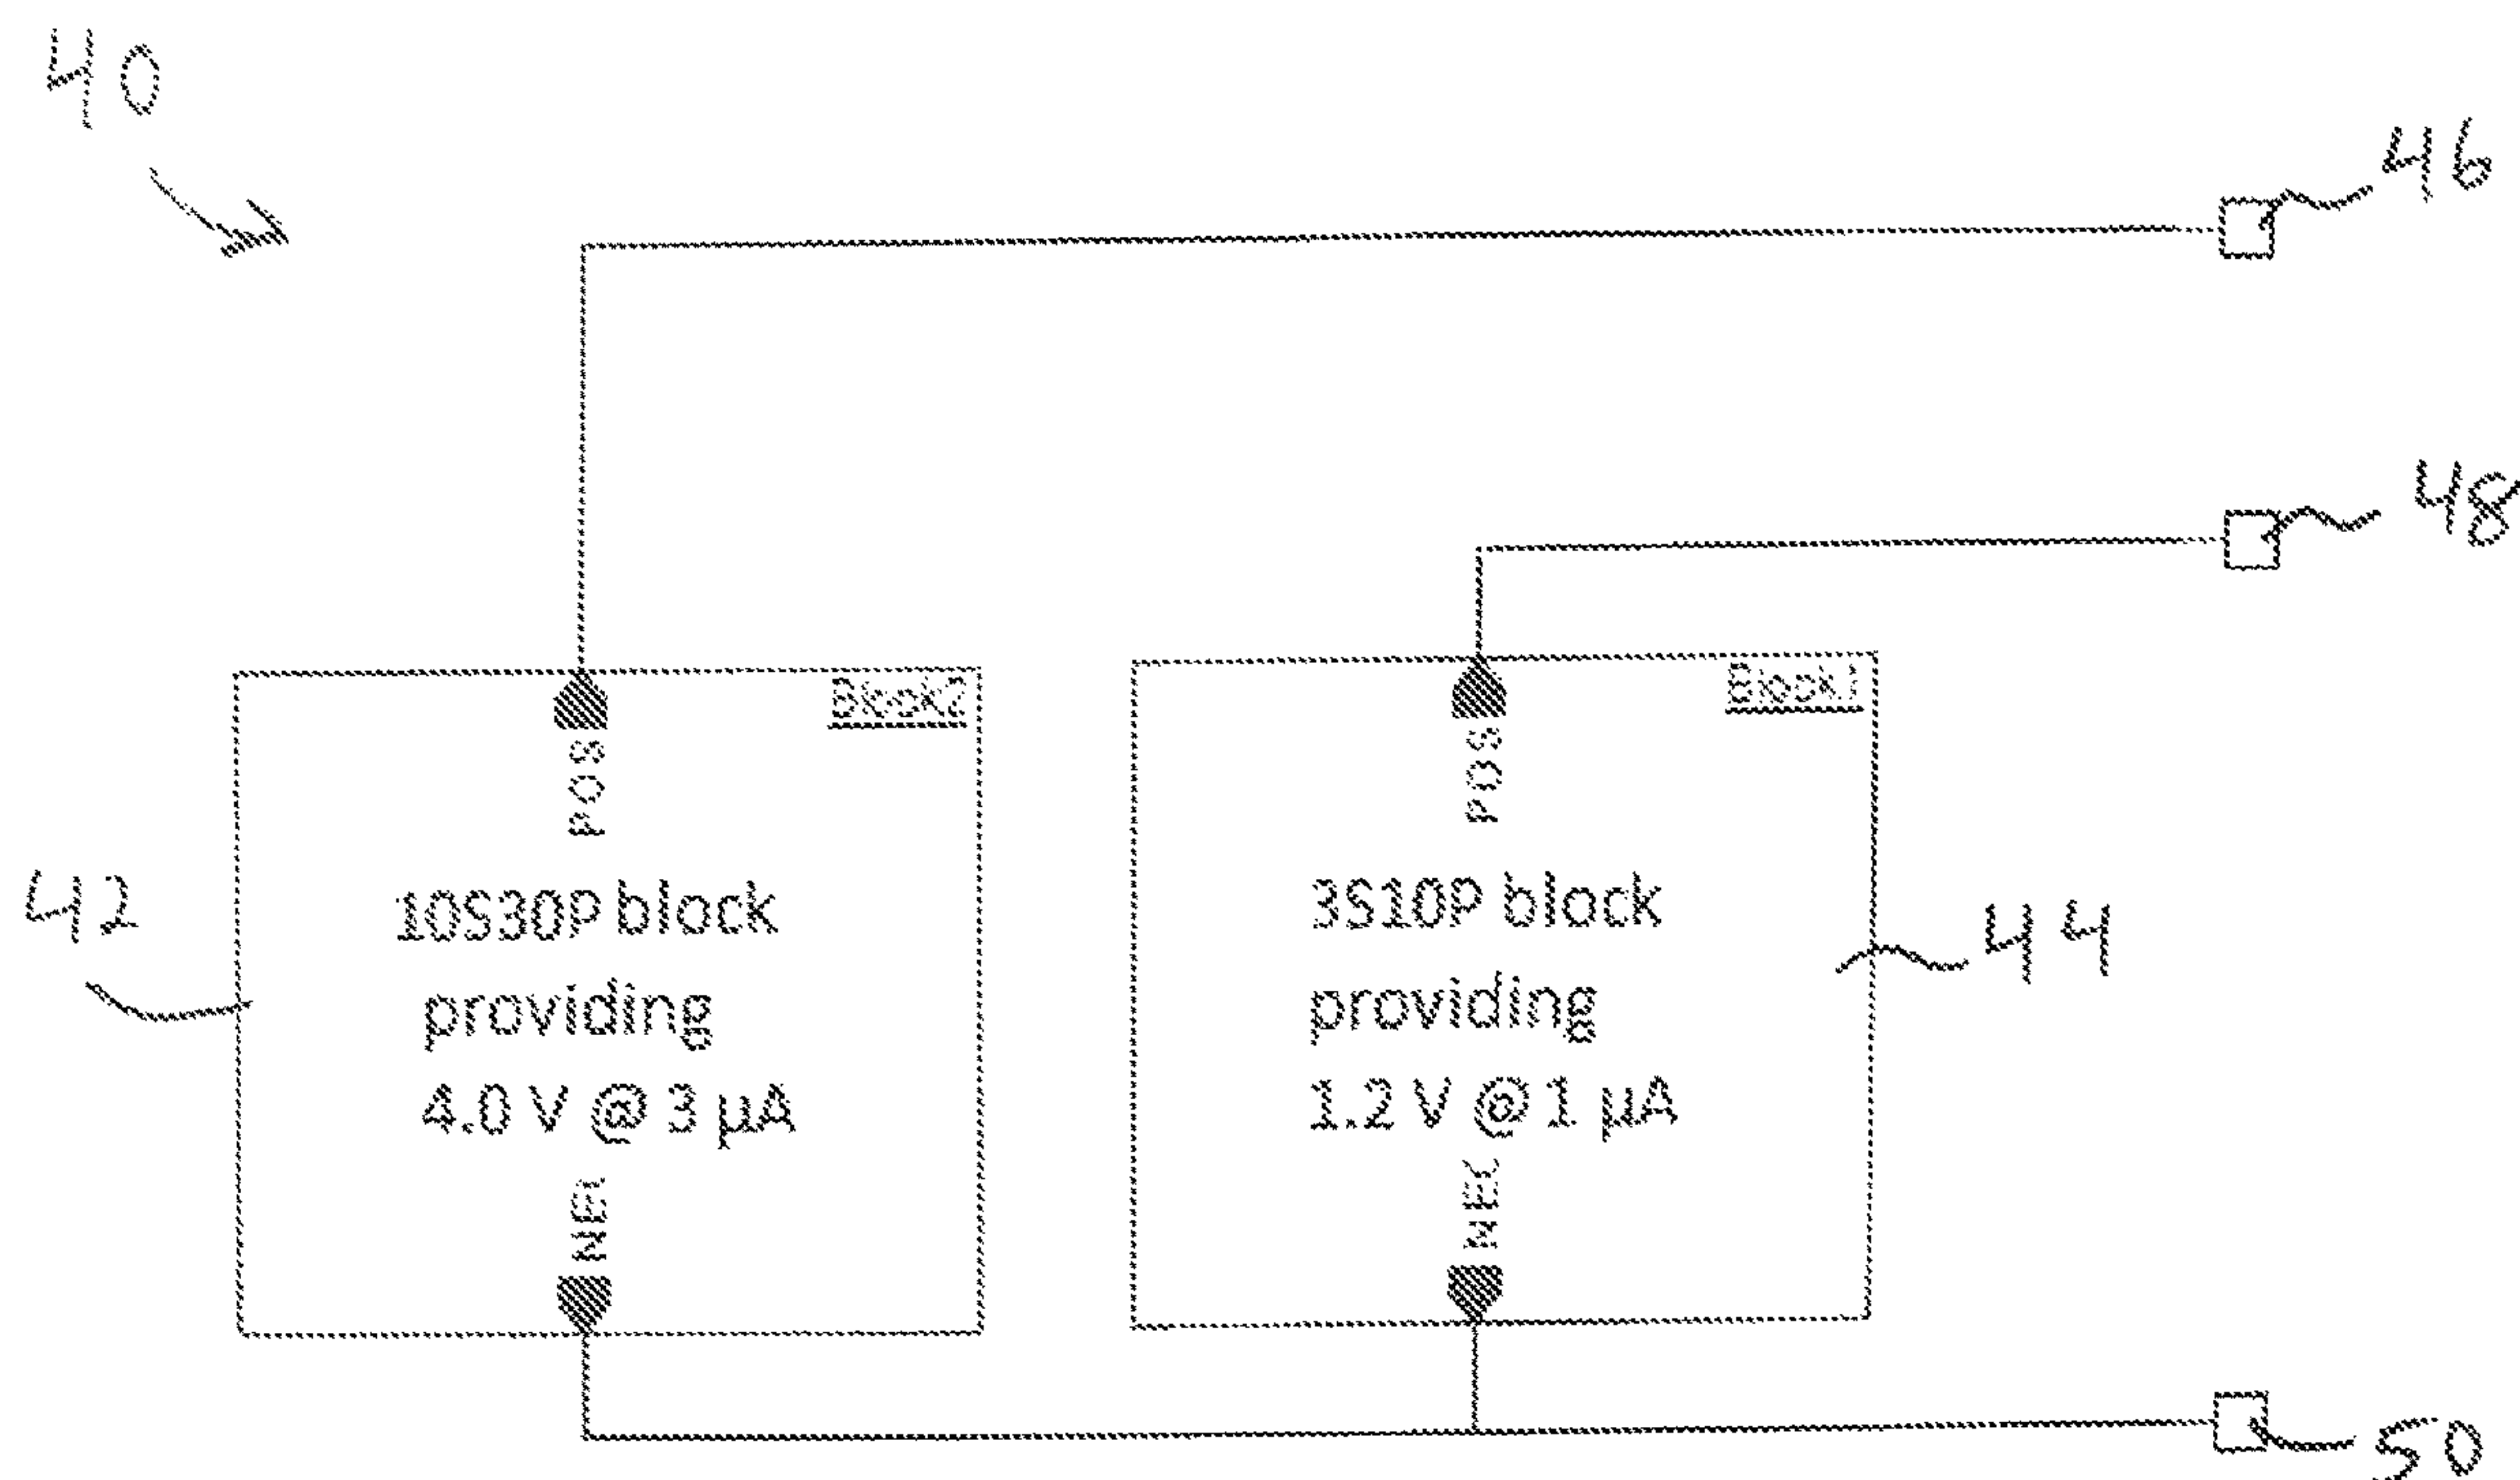 40
46
48
Block2
Block1
POS
POS
42
10S30P block
providing
4.0 V @ 3 µA
3S10P block
providing
1.2 V @ 1 µA
44
NEG
NEG
50